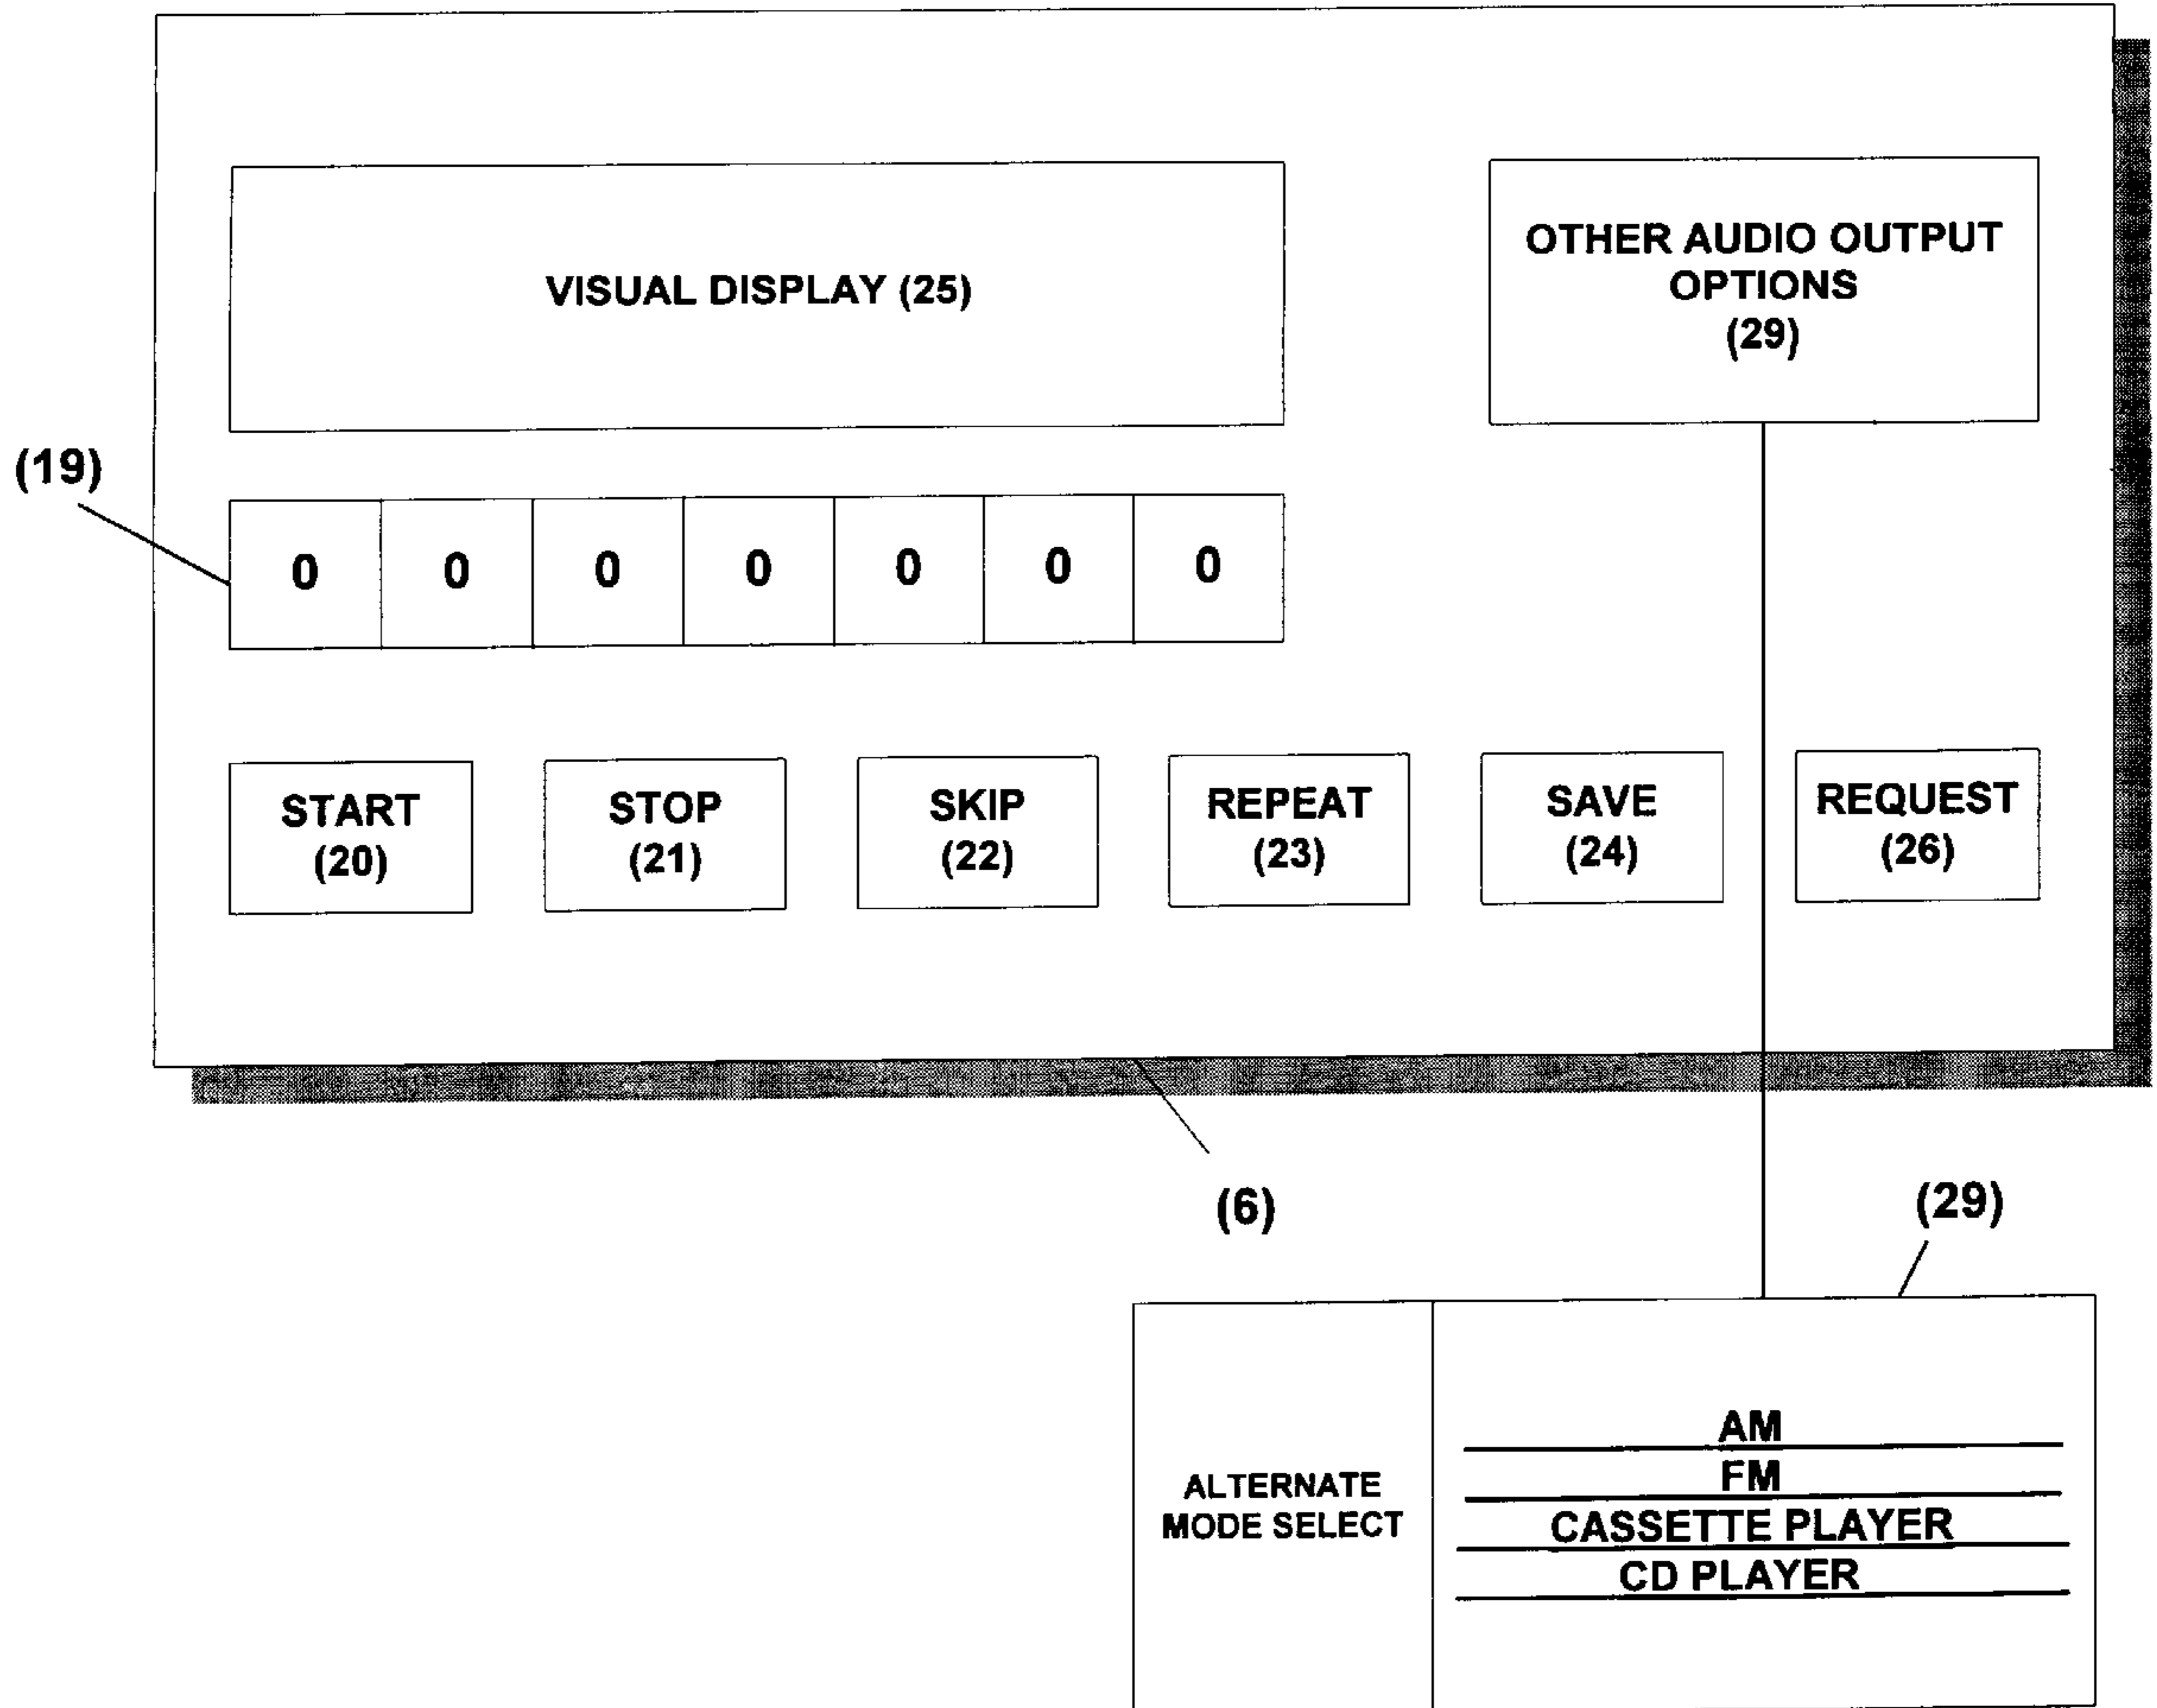 VISUAL DISPLAY (25)
OTHER AUDIO OUTPUT
OPTIONS
(29)
(19)
0 0 0 0 0 0 0
START
(20)
STOP
(21)
SKIP
(22)
REPEAT
(23)
SAVE
(24)
REQUEST
(26)
(6)
(29)
ALTERNATE
MODE SELECT
AM
FM
CASSETTE PLAYER
CD PLAYER